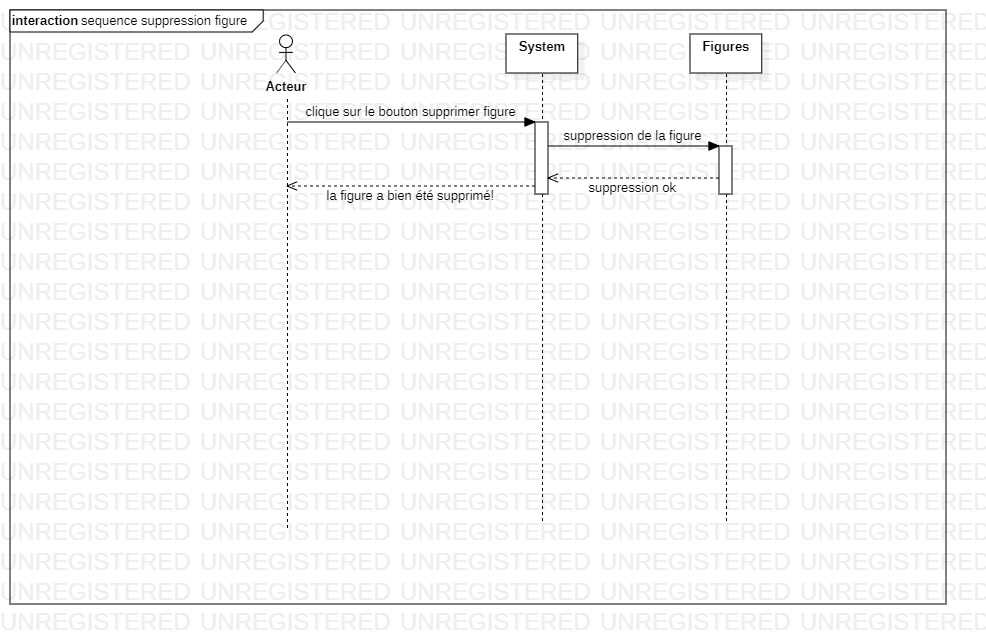 interaction sequence suppression figure
Acteur
System
Figures
clique sur le bouton supprimer figure
suppression de la figure
suppression ok
la figure a bien été supprimé!
UNREGISTERED UNREGISTERED UNREGISTERED UNREGISTERED UNREGISTERED